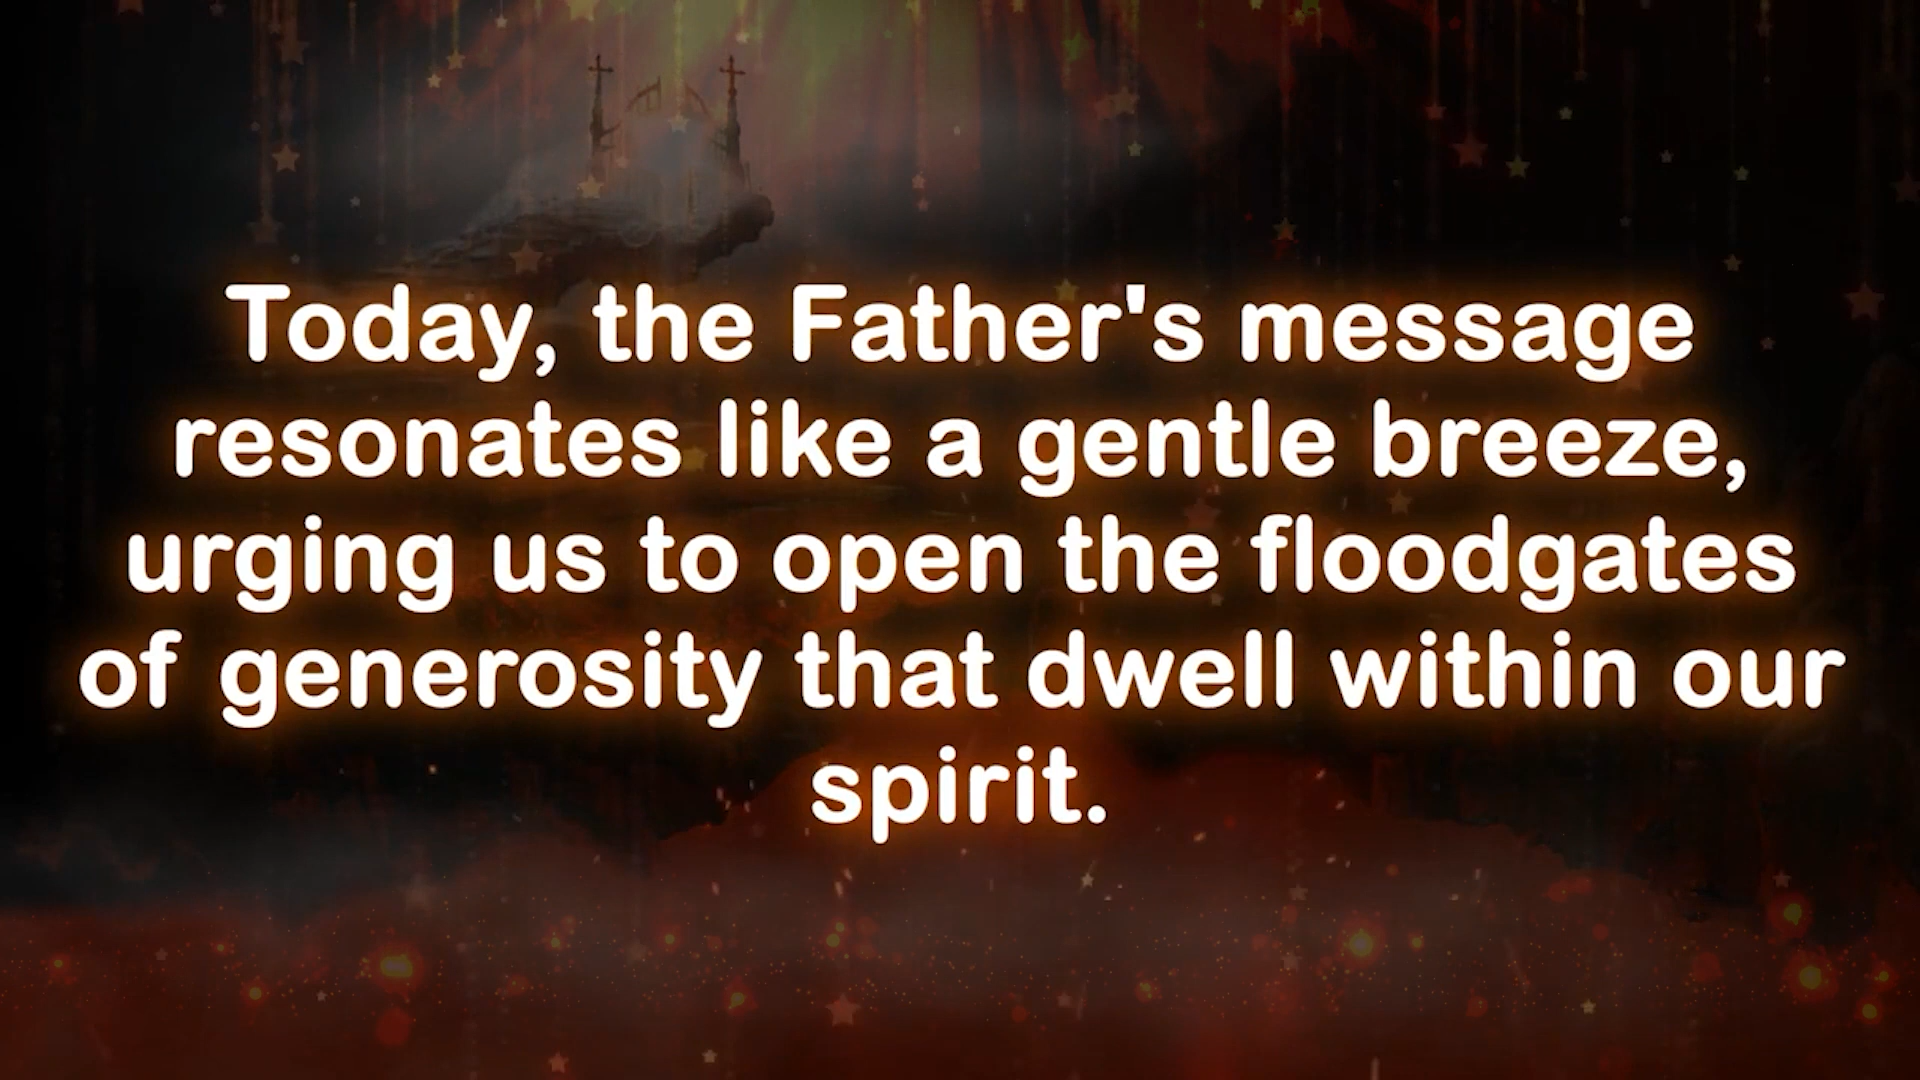 Today, the Father's message
resonates like a gentle breeze,
urging us to open the floodgates
of generosity that dwell within our
spirit.